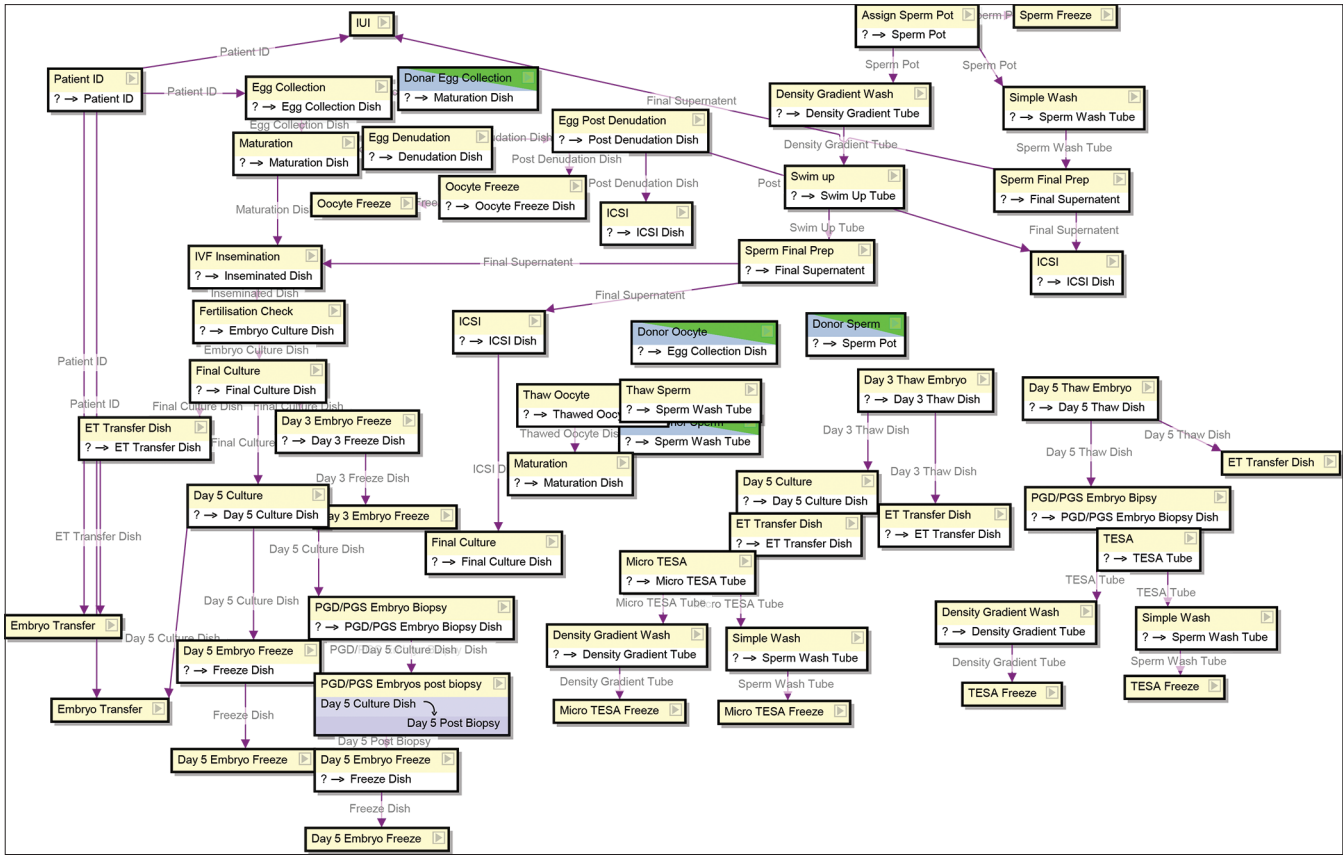 IUI
Assign Sperm Pot
? → Sperm Pot
Sperm Freeze
Patient ID
Patient ID
? → Patient ID
Patient ID
Egg Collection
? → Egg Collection Dish
Donar Egg Collection
? → Maturation Dish
Final Supernatent
Sperm Pot
Sperm Pot
Density Gradient Wash
? → Density Gradient Tube
Simple Wash
? → Sperm Wash Tube
Egg Collection Dish
Maturation
? → Maturation Dish
Egg Denudation
? → Denudation Dish
Egg Post Denudation
? → Post Denudation Dish
Density Gradient Tube
Sperm Wash Tube
Post Denudation Dish
Post Denudation Dish
Post
Swim up
? → Swim Up Tube
Sperm Final Prep
? → Final Supernatent
Oocyte Freeze
Oocyte Freeze
? → Oocyte Freeze Dish
ICSI
? → ICSI Dish
Maturation Dis
Swim Up Tube
Final Supernatent
IVF Insemination
? → Inseminated Dish
Final Supernatent
Sperm Final Prep
? → Final Supernatent
ICSI
? → ICSI Dish
Inseminated Dish
Final Supernatent
Fertilisation Check
? → Embryo Culture Dish
ICSI
? → ICSI Dish
Donor Oocyte
? → Egg Collection Dish
Donor Sperm
? → Sperm Pot
Embryo Culture Dish
Patient ID
Final Culture
? → Final Culture Dish
Thaw Oocyte
? → Thawed Oocy
Thaw Sperm
? → Sperm Wash Tube
Day 3 Thaw Embryo
? → Day 3 Thaw Dish
Day 5 Thaw Embryo
? → Day 5 Thaw Dish
Patient ID
Final Culture Dish
Final Culture Dish
ET Transfer Dish
? → ET Transfer Dish
Final Culture
Day 3 Embryo Freeze
? → Day 3 Freeze Dish
Thawed Oocyte Dis
? → Sperm Wash Tube
Day 3 Thaw Dish
Day 5 Thaw Dish
Day 5 Thaw Dish
Maturation
? → Maturation Dish
ICSI D
Day 3 Thaw Dish
ET Transfer Dish
Day 3 Freeze Dish
Day 5 Culture
? → Day 5 Culture Dish
ay 3 Embryo Freeze
Day 5 Culture
? → Day 5 Culture Dish
PGD/PGS Embryo Bipsy
? → PGD/PGS Embryo Biopsy Dish
ET Transfer Dish
? → ET Transfer Dish
ET Transfer Dish
? → ET Transfer Dish
ET Transfer Dish
Day 5 Culture Dish
Final Culture
? → Final Culture Dish
TESA
? → TESA Tube
Micro TESA
? → Micro TESA Tube
TESA Tube
TESA Tube
Day 5 Culture Dish
Micro TESA Tube
cro TESA Tube
PGD/PGS Embryo Biopsy
? → PGD/PGS Embryo Biopsy Dish
Density Gradient Wash
? → Density Gradient Tube
Simple Wash
? → Sperm Wash Tube
Embryo Transfer
Day 5 Culture Dish
Density Gradient Wash
? → Density Gradient Tube
Simple Wash
? → Sperm Wash Tube
Day 5 Embryo Freeze
? → Freeze Dish
PGD/ Day 5 Culture Dish Dish
Density Gradient Tube
Sperm Wash Tube
Density Gradient Tube
Sperm Wash Tube
PGD/PGS Embryos post biopsy
Day 5 Culture Dish
Day 5 Post Biopsy
TESA Freeze
TESA Freeze
Embryo Transfer
Freeze Dish
Micro TESA Freeze
Micro TESA Freeze
Day 5 Post Biopsy
Day 5 Embryo Freeze
Day 5 Embryo Freeze
? → Freeze Dish
Freeze Dish
Day 5 Embryo Freeze